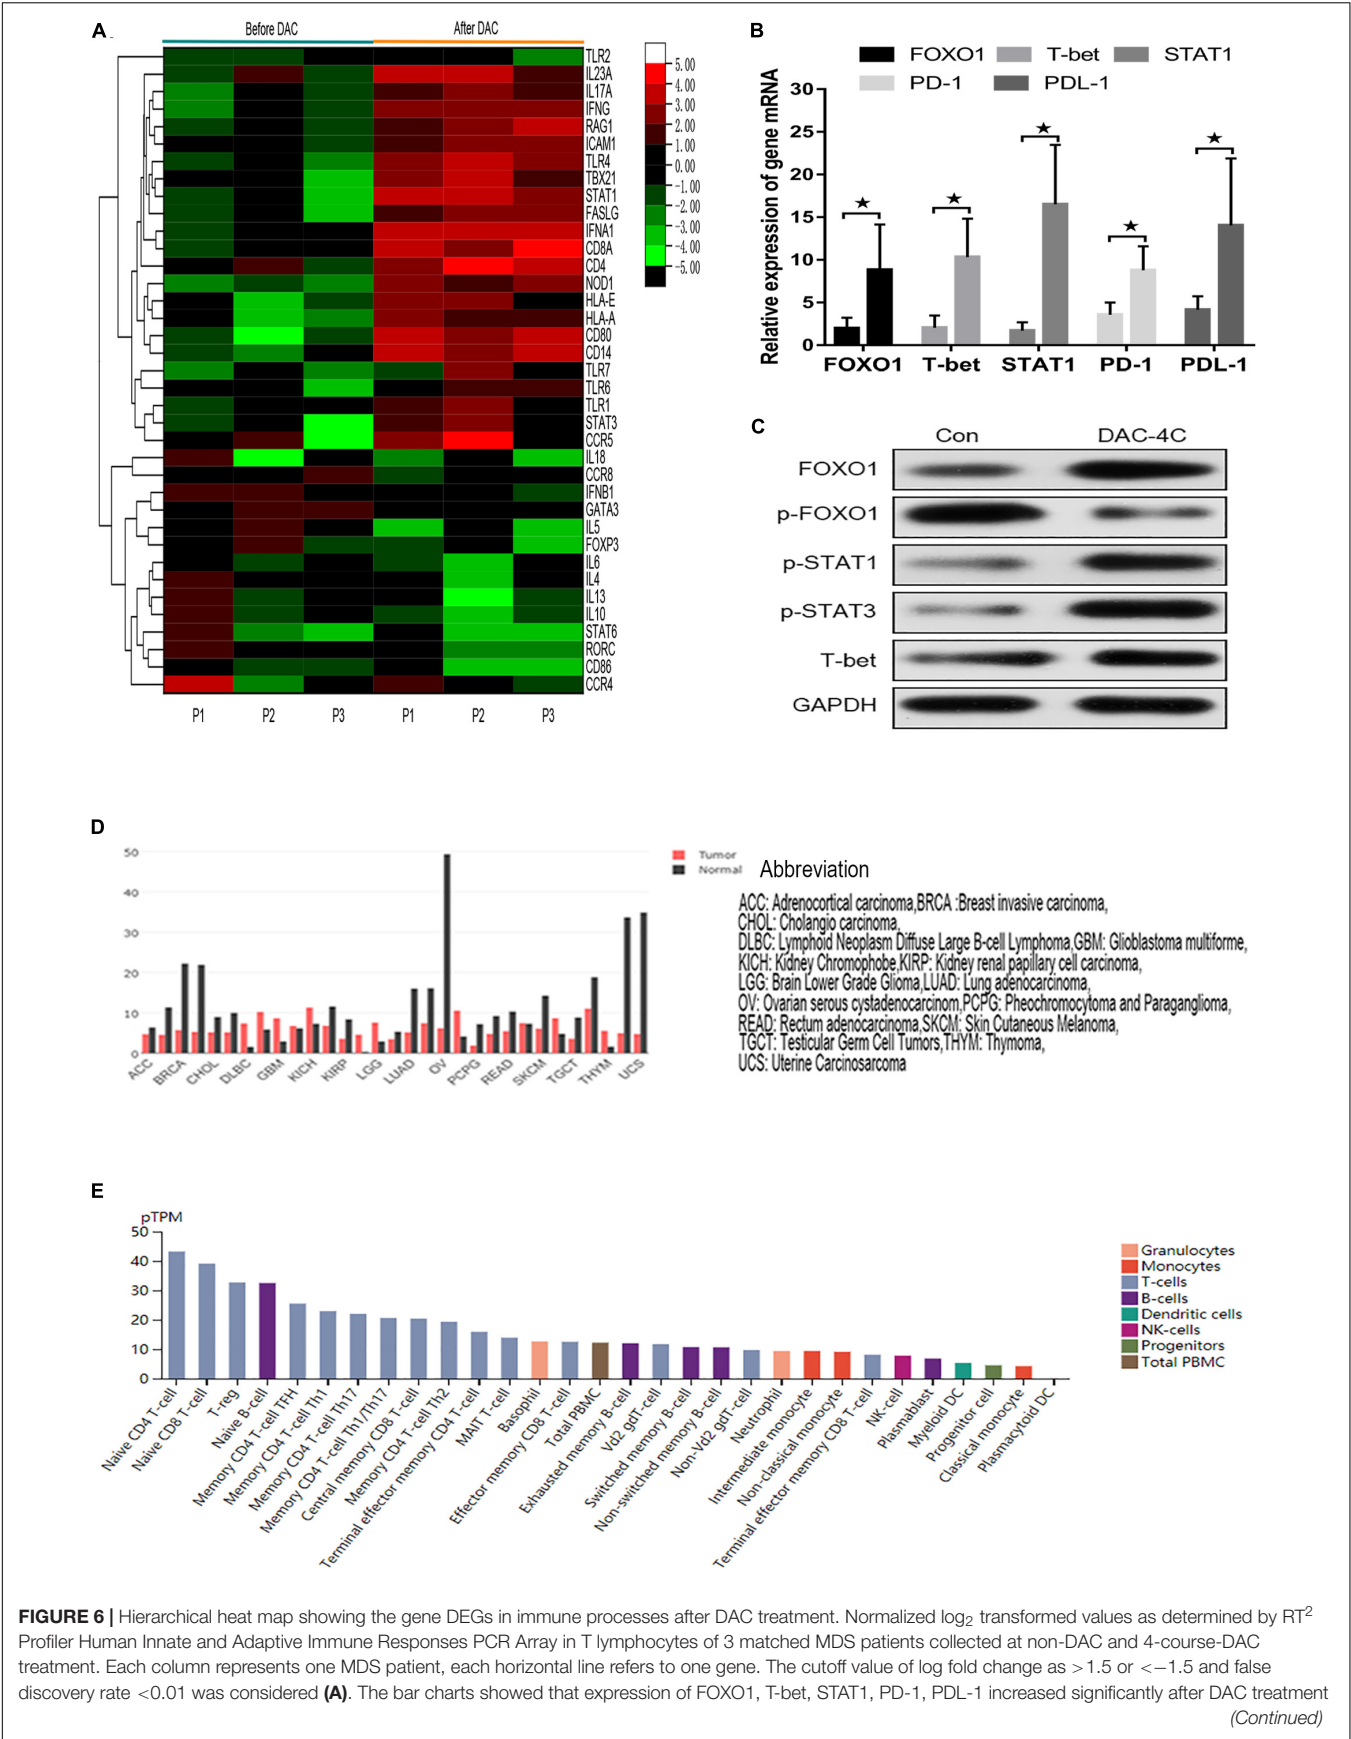 A
Before DAC
After DAC
TLR2
IL23A
IL17A
IFNG
RAG1
ICAM1
TLR4
TBX21
STAT1
FASLG
IFNA1
CD8A
CD4
NOD1
HLA-E
HLA-A
CD80
CD14
TLR7
TLR6
TLR1
STAT3
CCR5
IL18
CCR8
IFNB1
GATA3
IL5
FOXP3
IL6
IL4
IL13
IL10
STAT6
RORC
CD86
CCR4
P1 P2 P3 P1 P2 P3
5.00
4.00
3.00
2.00
1.00
0.00
-1.00
-2.00
-3.00
-4.00
-5.00
B
FOXO1 T-bet STAT1
PD-1 PDL-1
Relative expression of gene mRNA
30
25
20
15
10
5
0
★ ★ ★ ★ ★
FOXO1 T-bet STAT1 PD-1 PDL-1
C
Con DAC-4C
FOXO1
p-FOXO1
p-STAT1
p-STAT3
T-bet
GAPDH
D
50
40
30
20
10
0
ACC BRCA CHOL DLBC GBM KICH KIRP LGG LUAD OV PCPG READ SKCM TGCT THYM UCS
Tumor
Normal
Abbreviation
ACC: Adrenocortical carcinoma,BRCA :Breast invasive carcinoma,
CHOL: Cholangio carcinoma,
DLBC: Lymphoid Neoplasm Diffuse Large B-cell Lymphoma,GBM: Glioblastoma multiforme,
KICH: Kidney Chromophobe,KIRP: Kidney renal papillary cell carcinoma,
LGG: Brain Lower Grade Glioma,LUAD: Lung adenocarcinoma,
OV: Ovarian serous cystadenocarcinom,PCPG: Pheochromocytoma and Paraganglioma,
READ: Rectum adenocarcinoma,SKCM: Skin Cutaneous Melanoma,
TGCT: Testicular Germ Cell Tumors,THYM: Thymoma,
UCS: Uterine Carcinosarcoma
E
pTPM
50
40
30
20
10
0
Naive CD4 T-cell
Naive CD8 T-cell
T-reg
Naive B-cell
Memory CD4 T-cell TFH
Memory CD4 T-cell Th1
Memory CD4 T-cell Th17
Memory CD4 T-cell Th1/Th17
Central memory CD8 T-cell
Memory CD4 T-cell Th2
Terminal effector memory CD4 T-cell
MAIT T-cell
Basophil
Effector memory CD8 T-cell
Total PBMC
Exhausted memory B-cell
Vd2 gdT-cell
Switched memory B-cell
Non-switched memory B-cell
Non-Vd2 gdT-cell
Neutrophil
Intermediate monocyte
Non-classical monocyte
Terminal effector memory CD8 T-cell
NK-cell
Plasmablast
Myeloid DC
Progenitor cell
Classical monocyte
Plasmacytoid DC
Granulocytes
Monocytes
T-cells
B-cells
Dendritic cells
NK-cells
Progenitors
Total PBMC
FIGURE 6 | Hierarchical heat map showing the gene DEGs in immune processes after DAC treatment. Normalized log2 transformed values as determined by RT2
Profiler Human Innate and Adaptive Immune Responses PCR Array in T lymphocytes of 3 matched MDS patients collected at non-DAC and 4-course-DAC
treatment. Each column represents one MDS patient, each horizontal line refers to one gene. The cutoff value of log fold change as >1.5 or <−1.5 and false
discovery rate <0.01 was considered (A). The bar charts showed that expression of FOXO1, T-bet, STAT1, PD-1, PDL-1 increased significantly after DAC treatment
(Continued)